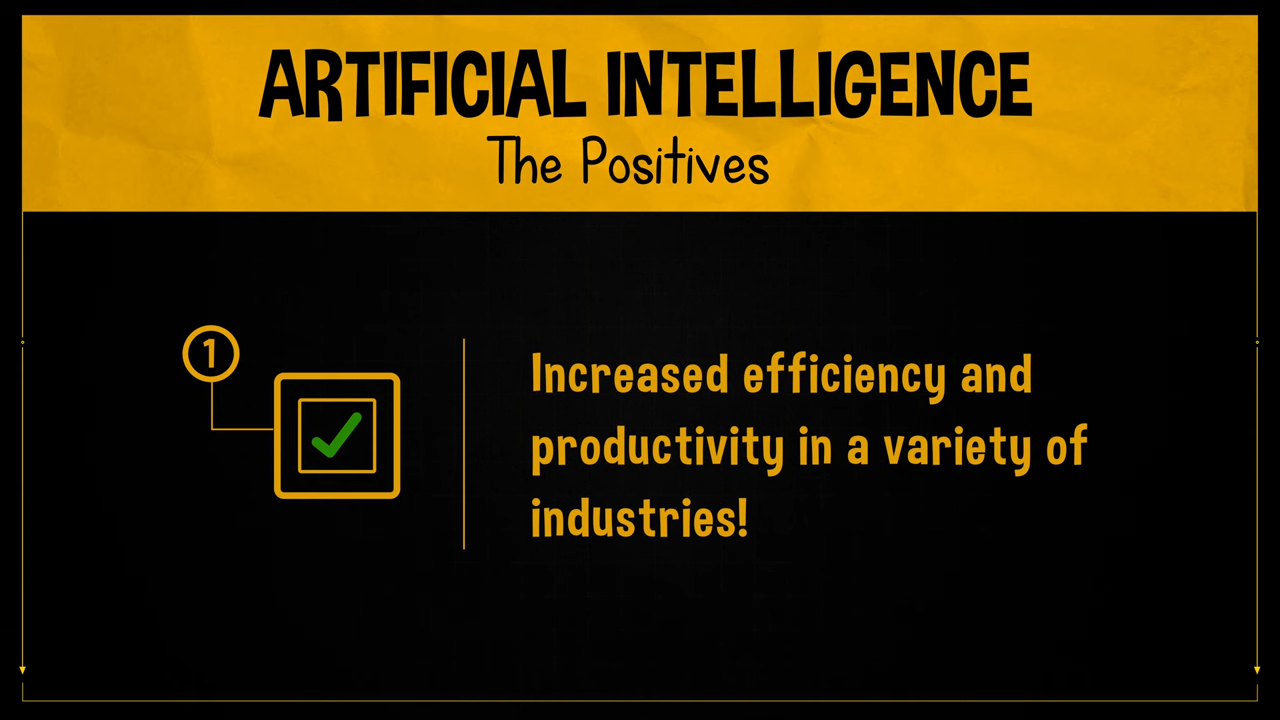 ARTIFICIAL INTELLIGENCE
The Positives
1
Increased efficiency and
productivity in a variety of
industries!